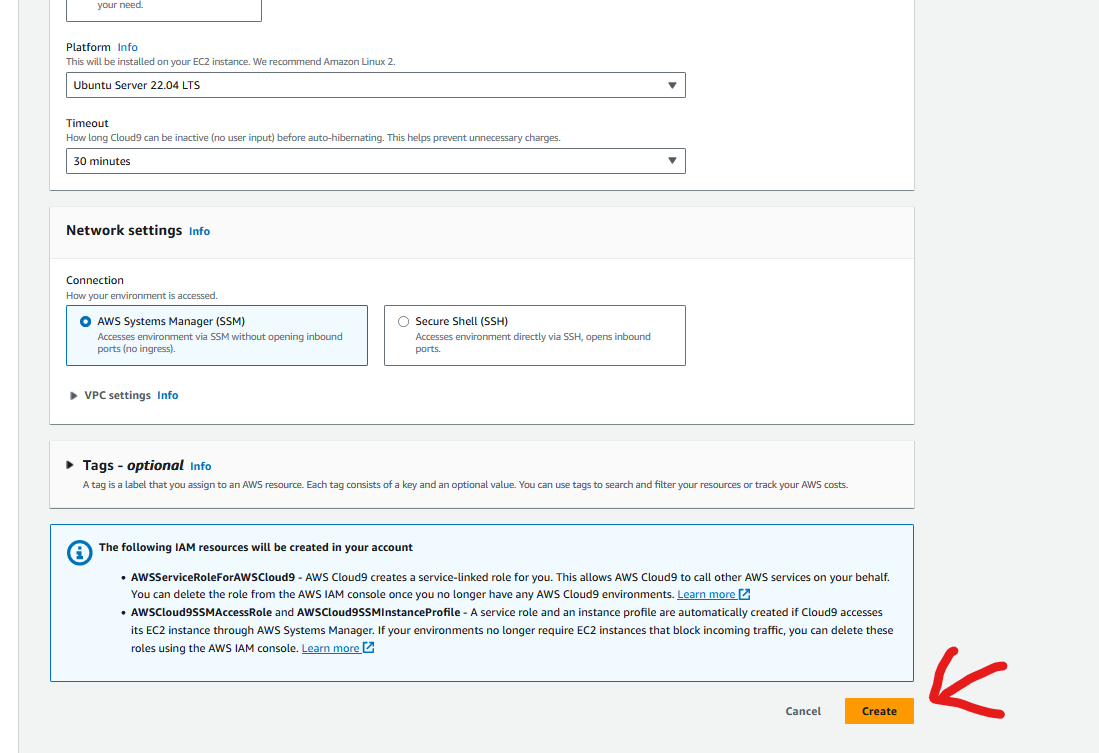 your need.
Platform Info
This will be installed on your EC2 instance. We recommend Amazon Linux 2.
Ubuntu Server 22.04 LTS
Timeout
How long Cloud9 can be inactive (no user input) before auto-hibernating. This helps prevent unnecessary charges.
30 minutes
Network settings Info
Connection
How your environment is accessed.
AWS Systems Manager (SSM)
Accesses environment via SSM without opening inbound
ports (no ingress).
Secure Shell (SSH)
Accesses environment directly via SSH, opens inbound
ports.
VPC settings Info
Tags - optional Info
A tag is a label that you assign to an AWS resource. Each tag consists of a key and an optional value. You can use tags to search and filter your resources or track your AWS costs.
The following IAM resources will be created in your account
• AWSServiceRoleForAWSCloud9 - AWS Cloud9 creates a service-linked role for you. This allows AWS Cloud9 to call other AWS services on your behalf.
You can delete the role from the AWS IAM console once you no longer have any AWS Cloud9 environments. Learn more
• AWSCloud9SSMAccessRole and AWSCloud9SSMInstanceProfile - A service role and an instance profile are automatically created if Cloud9 accesses
its EC2 instance through AWS Systems Manager. If your environments no longer require EC2 instances that block incoming traffic, you can delete these
roles using the AWS IAM console. Learn more
Cancel
Create